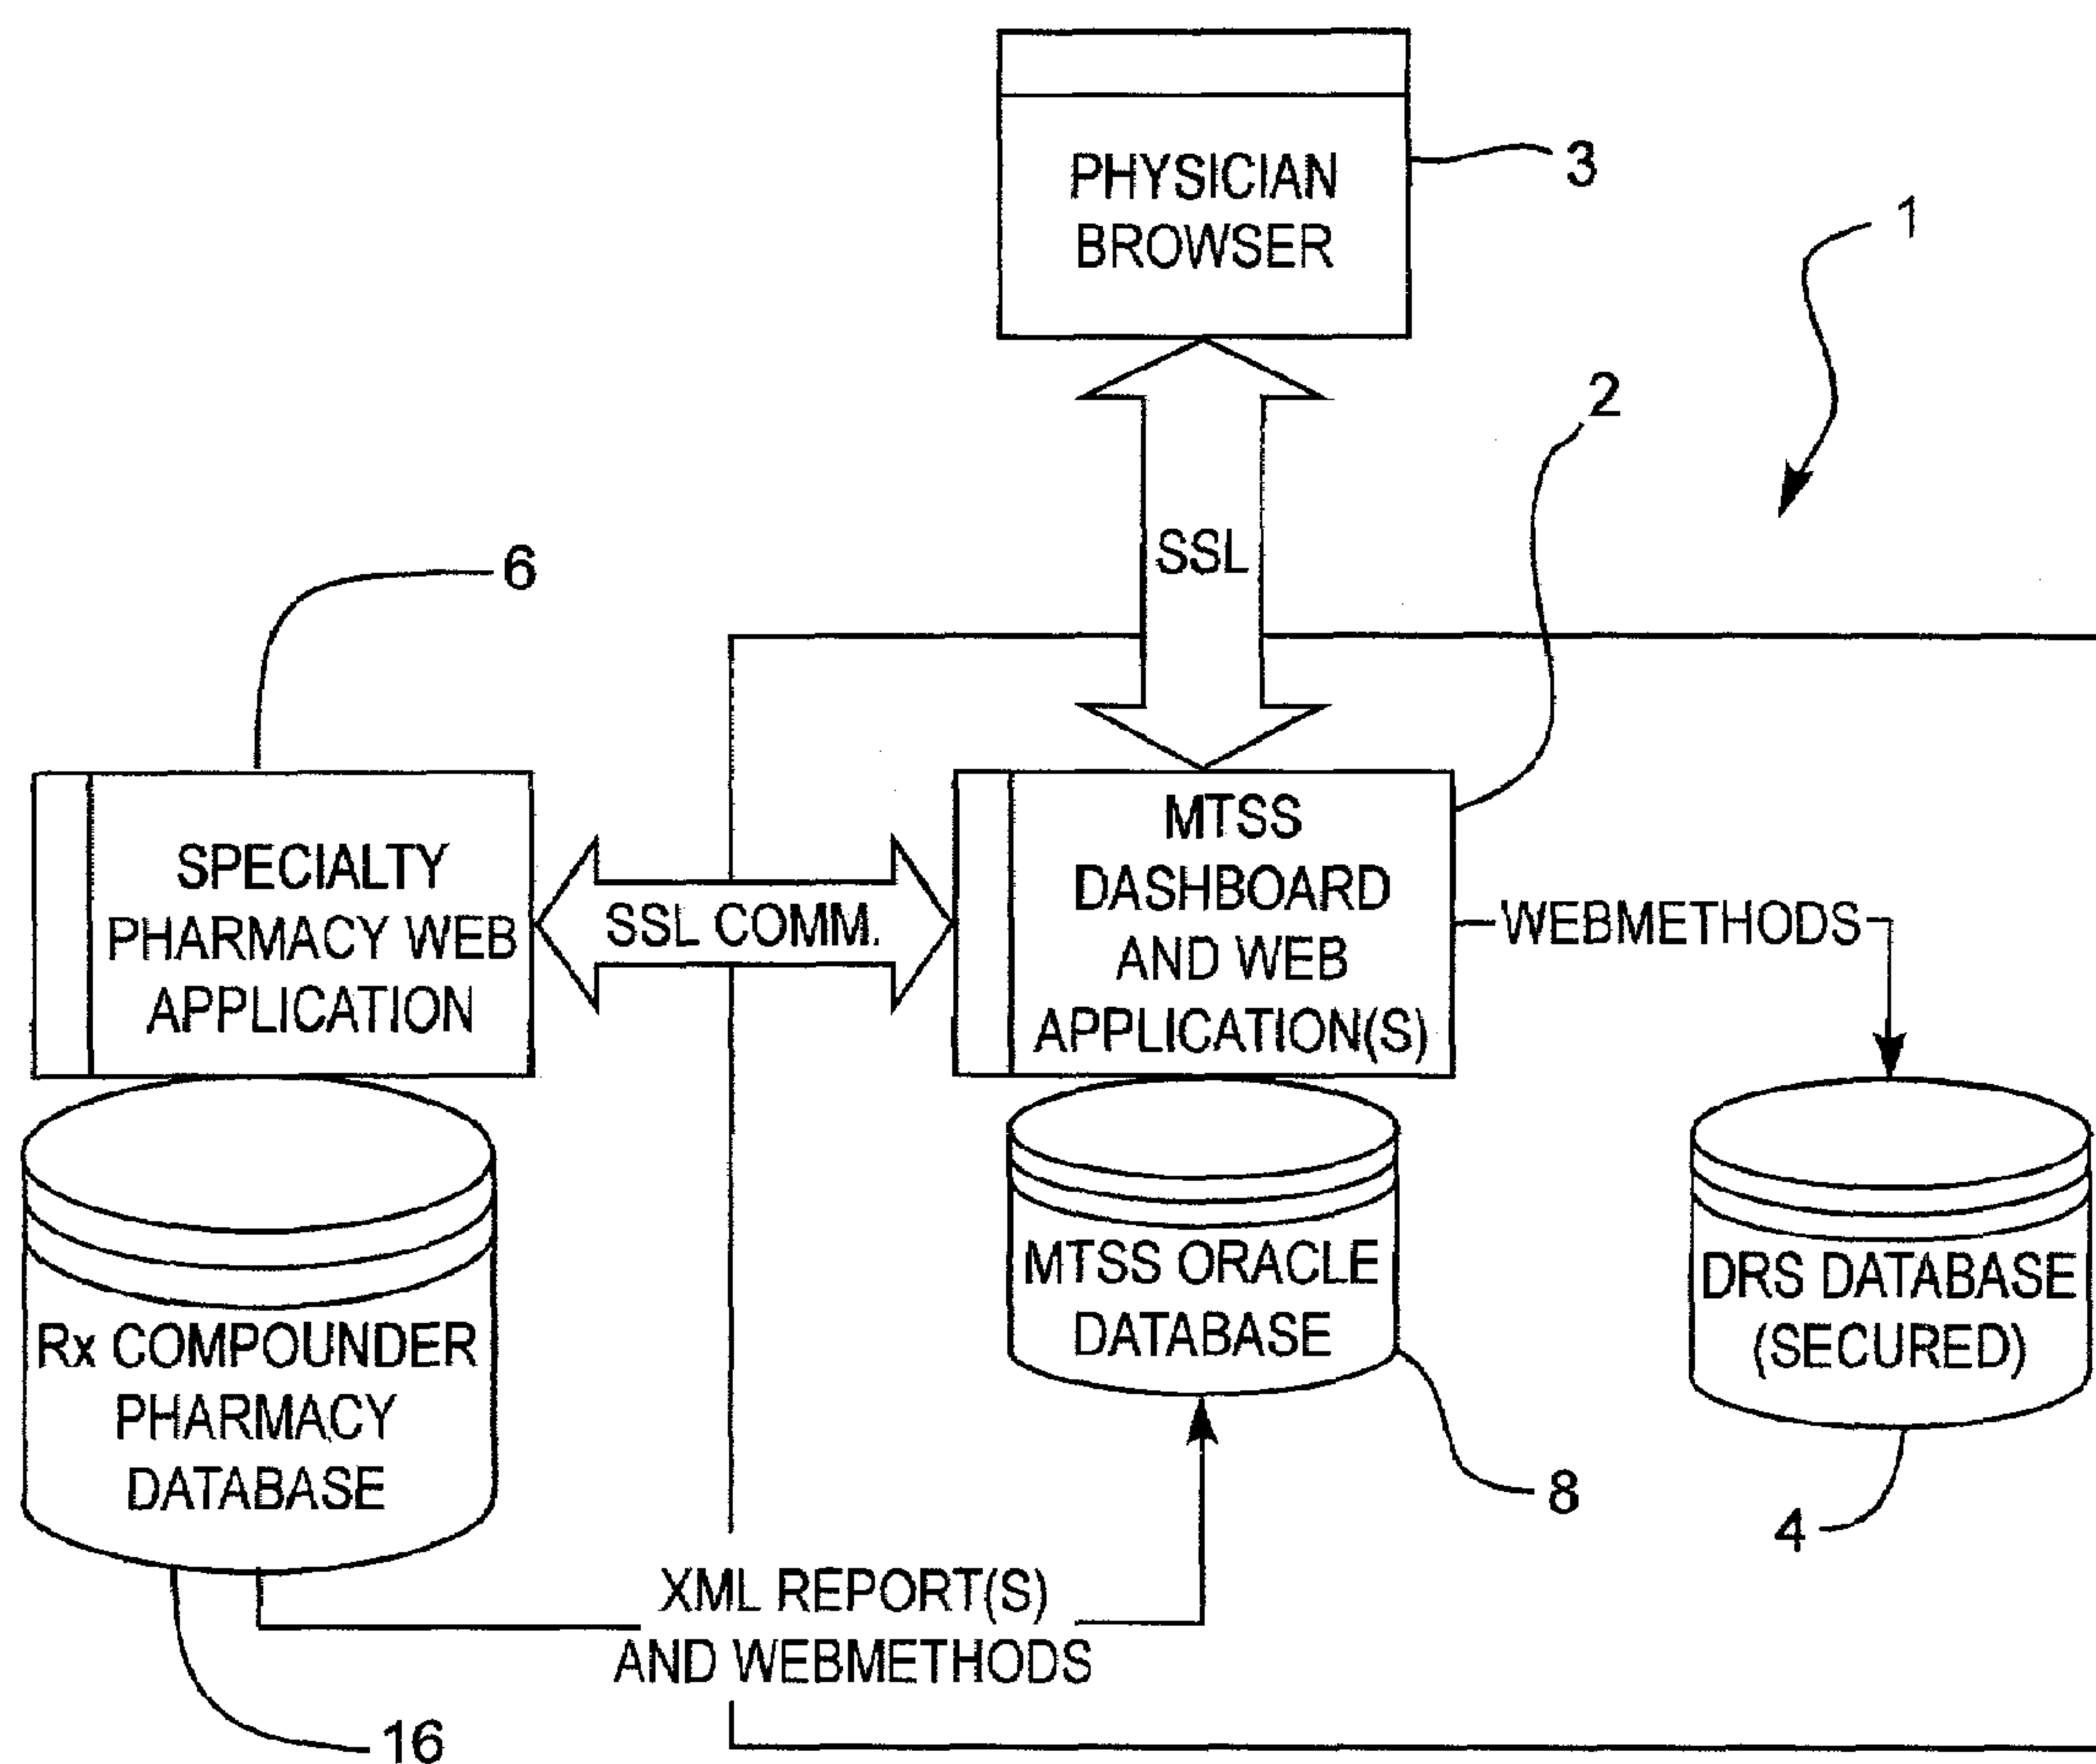 PHYSICIAN
BROWSER
3
1
2
SSL
6
SPECIALTY
PHARMACY WEB
APPLICATION
SSL COMM.
MTSS
DASHBOARD
AND WEB
APPLICATION(S)
WEBMETHODS
Rx COMPOUNDER
PHARMACY
DATABASE
MTSS ORACLE
DATABASE
DRS DATABASE
(SECURED)
8
4
XML REPORT(S)
AND WEBMETHODS
16